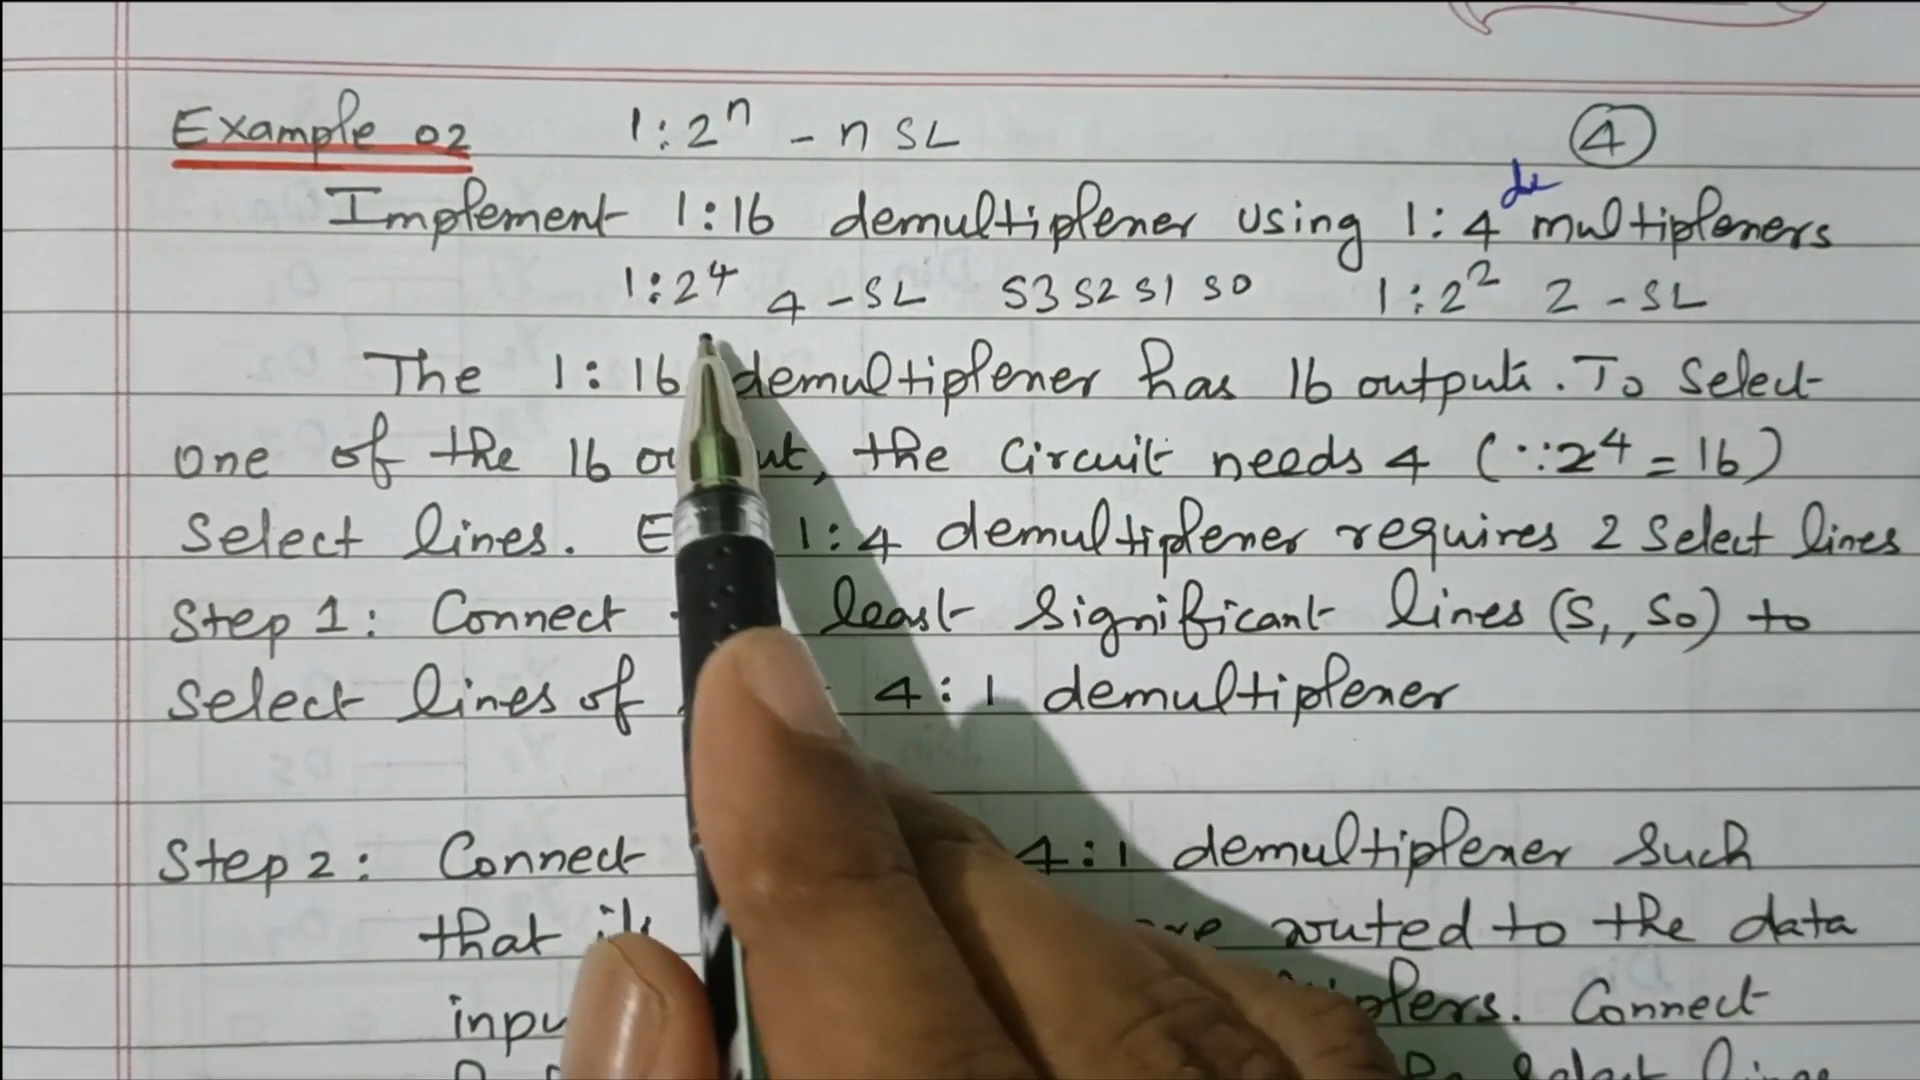 Example 02 1:2ⁿ - n SL ④
de
Implement 1:16 demultiplexer using 1:4 multiplexers
1:2⁴ 4-SL S3 S2 S1 S0 1:2² 2-SL
The 1:16 demultiplexer has 16 outputs. To Select
one of the 16 the Circuit needs 4 (∵2⁴=16)
Select lines. 1:4 demultiplexer requires 2 Select lines
Step 1: Connect least Significant lines (S₁, S₀) to
Select lines of 4:1 demultiplexer
Step 2: Connect 4:1 demultiplexer Such
that routed to the data
Connect